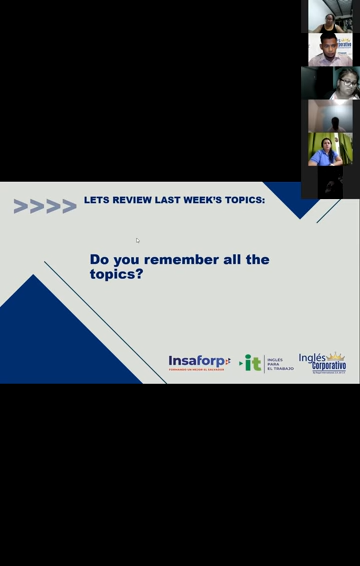 >>>> LETS REVIEW LAST WEEK'S TOPICS:
Do you remember all the
topics?
Insaforp
it
INGLÉS
PARA
EL TRABAJO
Inglés
Corporativo